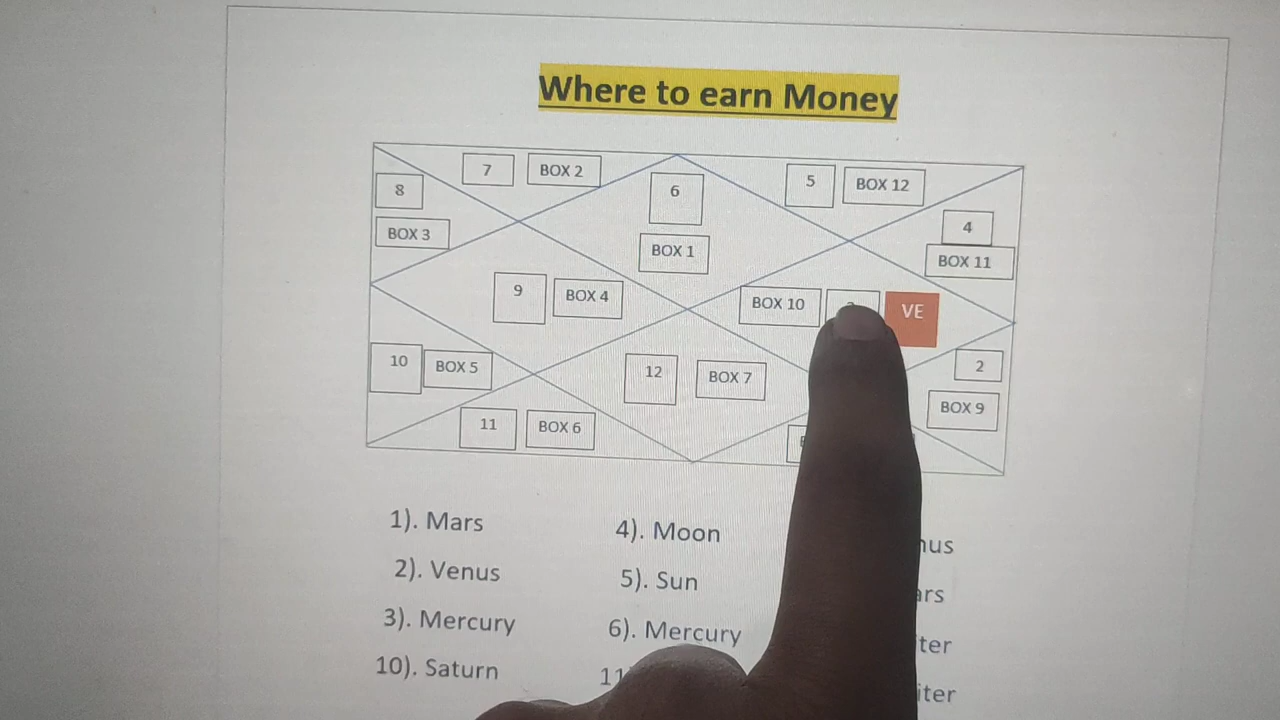 Where to earn Money
7 BOX 2
5 BOX 12
8
6
4
BOX 3
BOX 1
BOX 11
9 BOX 4
BOX 10
VE
10 BOX 5
12 BOX 7
2
BOX 9
11 BOX 6
1). Mars
4). Moon
2). Venus
5). Sun
3). Mercury
6). Mercury
10). Saturn